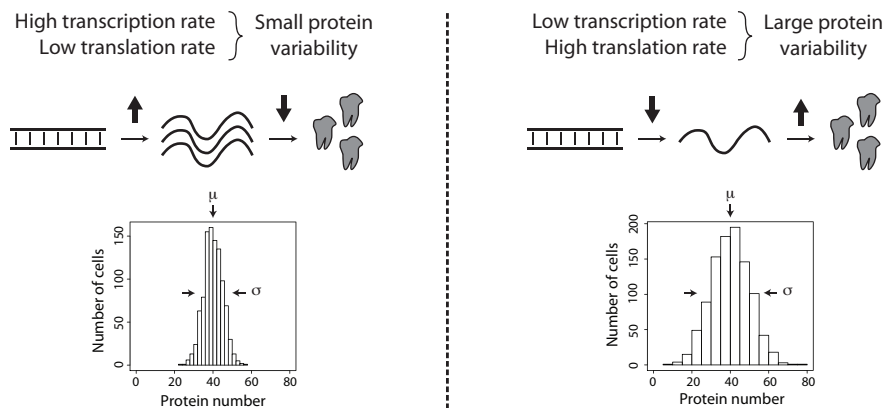 High transcription rate
Low translation rate
Small protein
variability
μ
σ
Number of cells
150
100
50
0
0 20 40 60 80
Protein number
Low transcription rate
High translation rate
Large protein
variability
μ
σ
Number of cells
200
150
100
50
0
0 20 40 60 80
Protein number